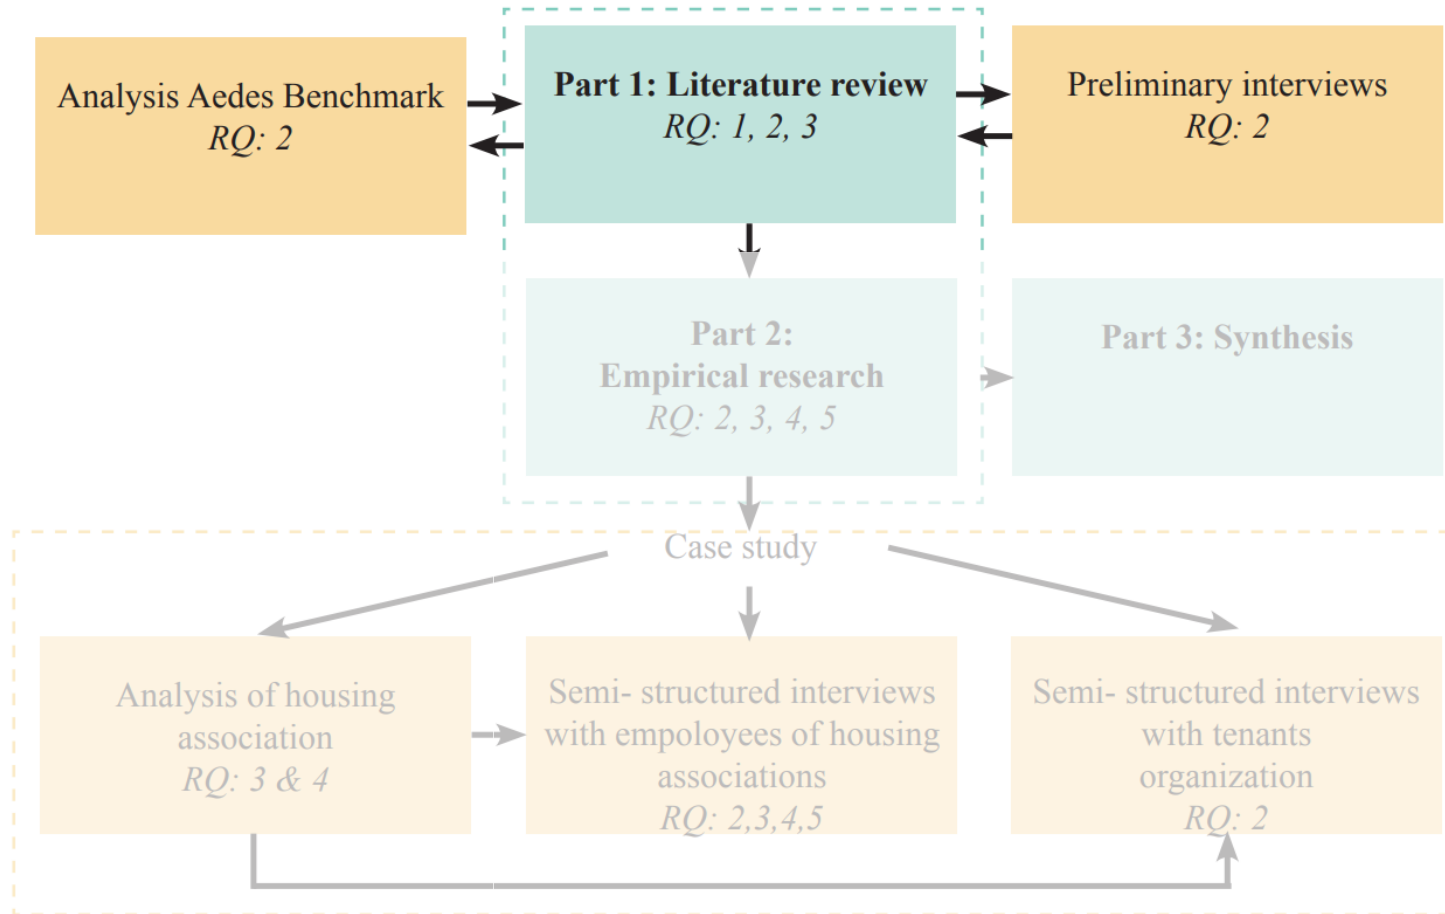 Analysis Aedes Benchmark
RQ: 2
Part 1: Literature review
RQ: 1, 2, 3
Preliminary interviews
RQ: 2
Part 2:
Empirical research
RQ: 2, 3, 4, 5
Part 3: Synthesis
Case study
Analysis of housing
association
RQ: 3 & 4
Semi- structured interviews
with empoloyees of housing
associations
RQ: 2,3,4,5
Semi- structured interviews
with tenants
organization
RQ: 2